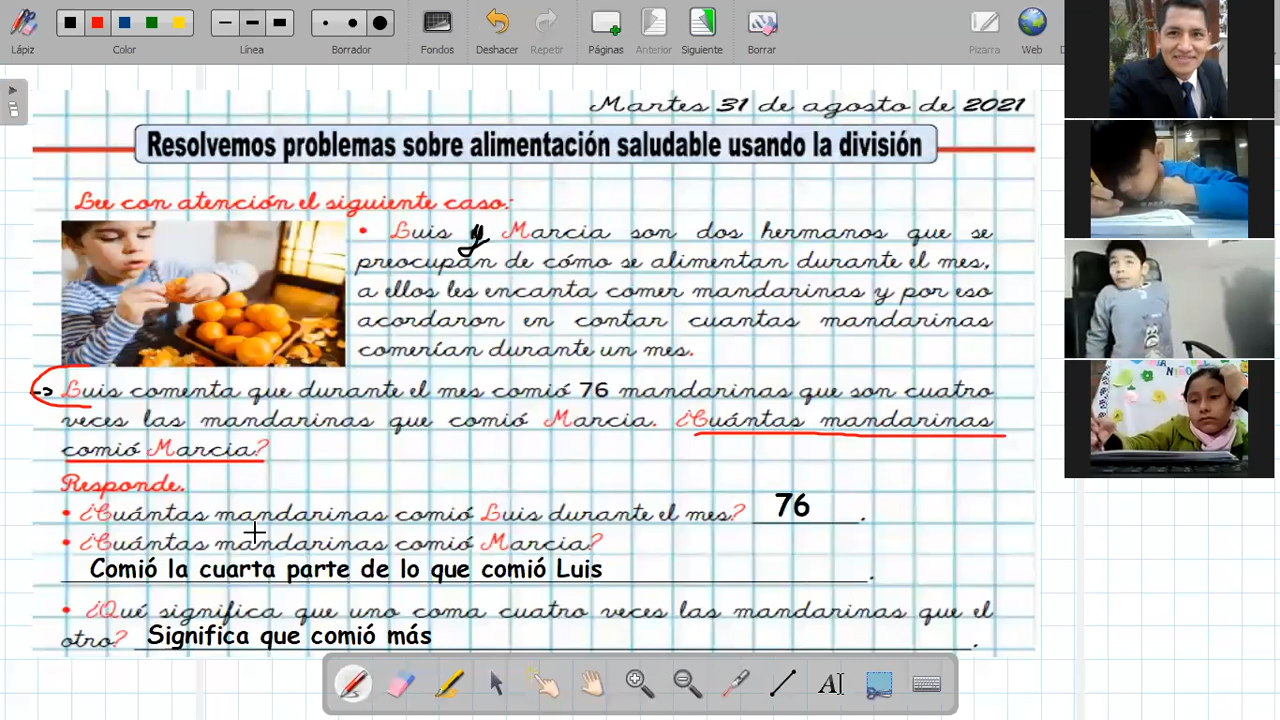 Lápiz
Color
Línea
Borrador
Fondos
Deshacer
Repetir
Páginas
Anterior
Siguiente
Borrar
Pizarra
Web
Martes 31 de agosto de 2021
Resolvemos problemas sobre alimentación saludable usando la división
Lee con atención el siguiente caso:
• Luis y Marcia son dos hermanos que se
preocupan de cómo se alimentan durante el mes,
a ellos les encanta comer mandarinas y por eso
acordaron en contar cuantas mandarinas
comerían durante un mes.
Luis comenta que durante el mes comió 76 mandarinas que son cuatro
veces las mandarinas que comió Marcia. ¿Cuántas mandarinas
comió Marcia?
Responde.
• ¿Cuántas mandarinas comió Luis durante el mes? 76.
• ¿Cuántas mandarinas comió Marcia?
Comió la cuarta parte de lo que comió Luis.
• ¿Qué significa que uno coma cuatro veces las mandarinas que el
otro? Significa que comió más.